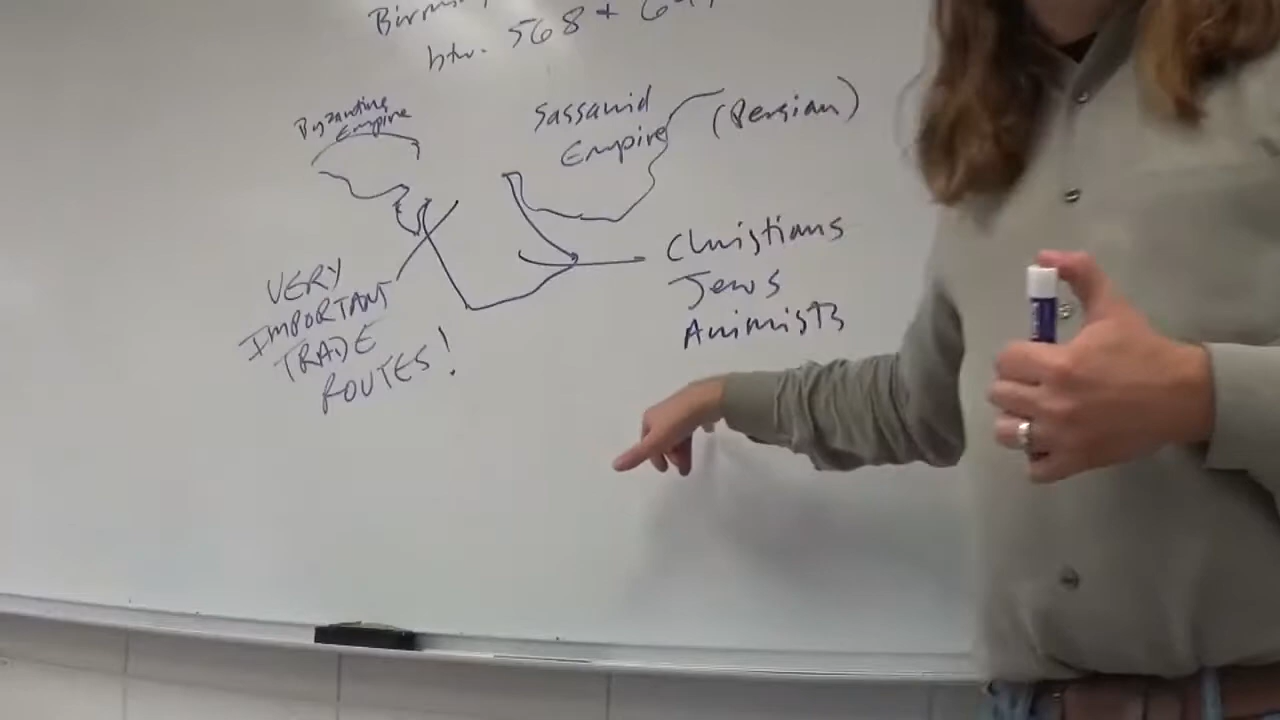 btw. 568 +
Byzantine
Empire
Sassanid
Empire
(Persian)
VERY
IMPORTANT
TRADE
ROUTES!
Christians
Jews
Animists